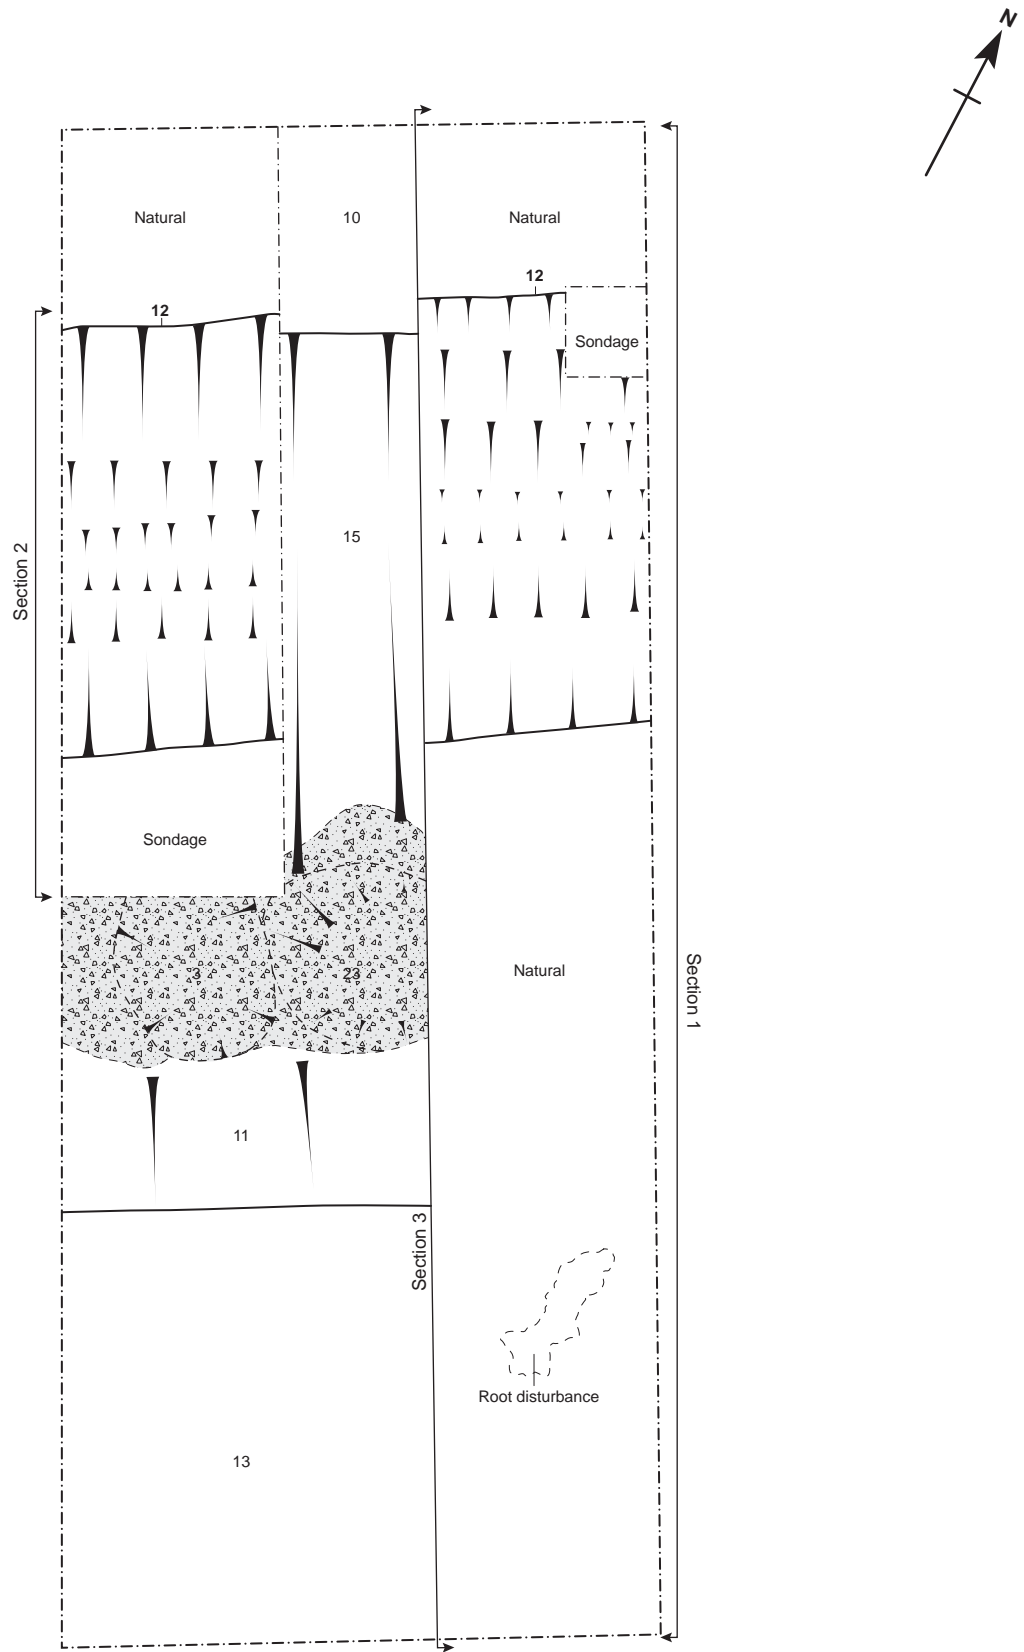 N
Natural
10
Natural
12
12
Sondage
15
Section 2
Sondage
3
23
Natural
Section 1
11
Section 3
Root disturbance
13